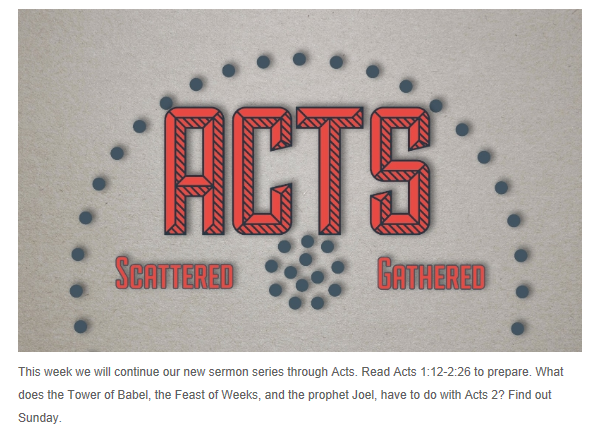 ACTS
SCATTERED GATHERED
This week we will continue our new sermon series through Acts. Read Acts 1:12-2:26 to prepare. What
does the Tower of Babel, the Feast of Weeks, and the prophet Joel, have to do with Acts 2? Find out
Sunday.